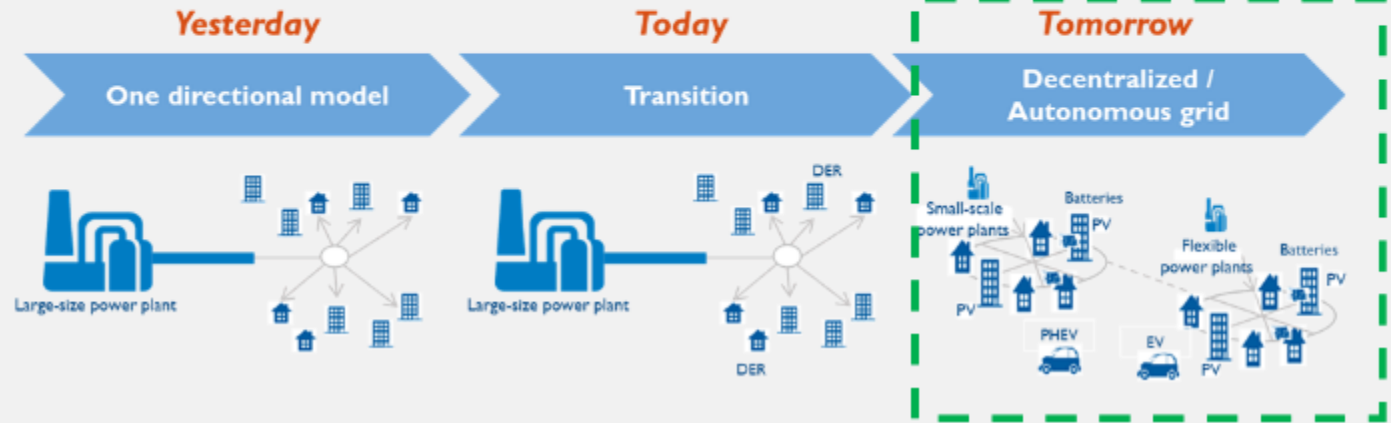 Yesterday
Today
Tomorrow
One directional model
Transition
Decentralized /
Autonomous grid
Large-size power plant
DER
Large-size power plant
DER
Small-scale
power plants
Batteries
PV
PV
Flexible
power plants
Batteries
PV
PV
PHEV
EV